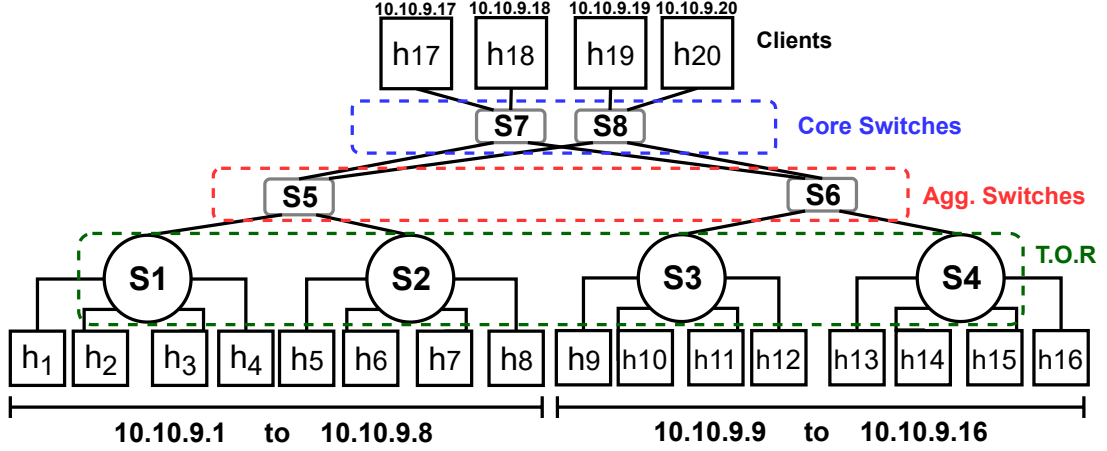 10.10.9.17 10.10.9.18 10.10.9.19 10.10.9.20
h17 h18 h19 h20 Clients
S7 S8 Core Switches
S5 S6 Agg. Switches
T.O.R
S1 S2 S3 S4
h1 h2 h3 h4 h5 h6 h7 h8 h9 h10 h11 h12 h13 h14 h15 h16
10.10.9.1 to 10.10.9.8 10.10.9.9 to 10.10.9.16